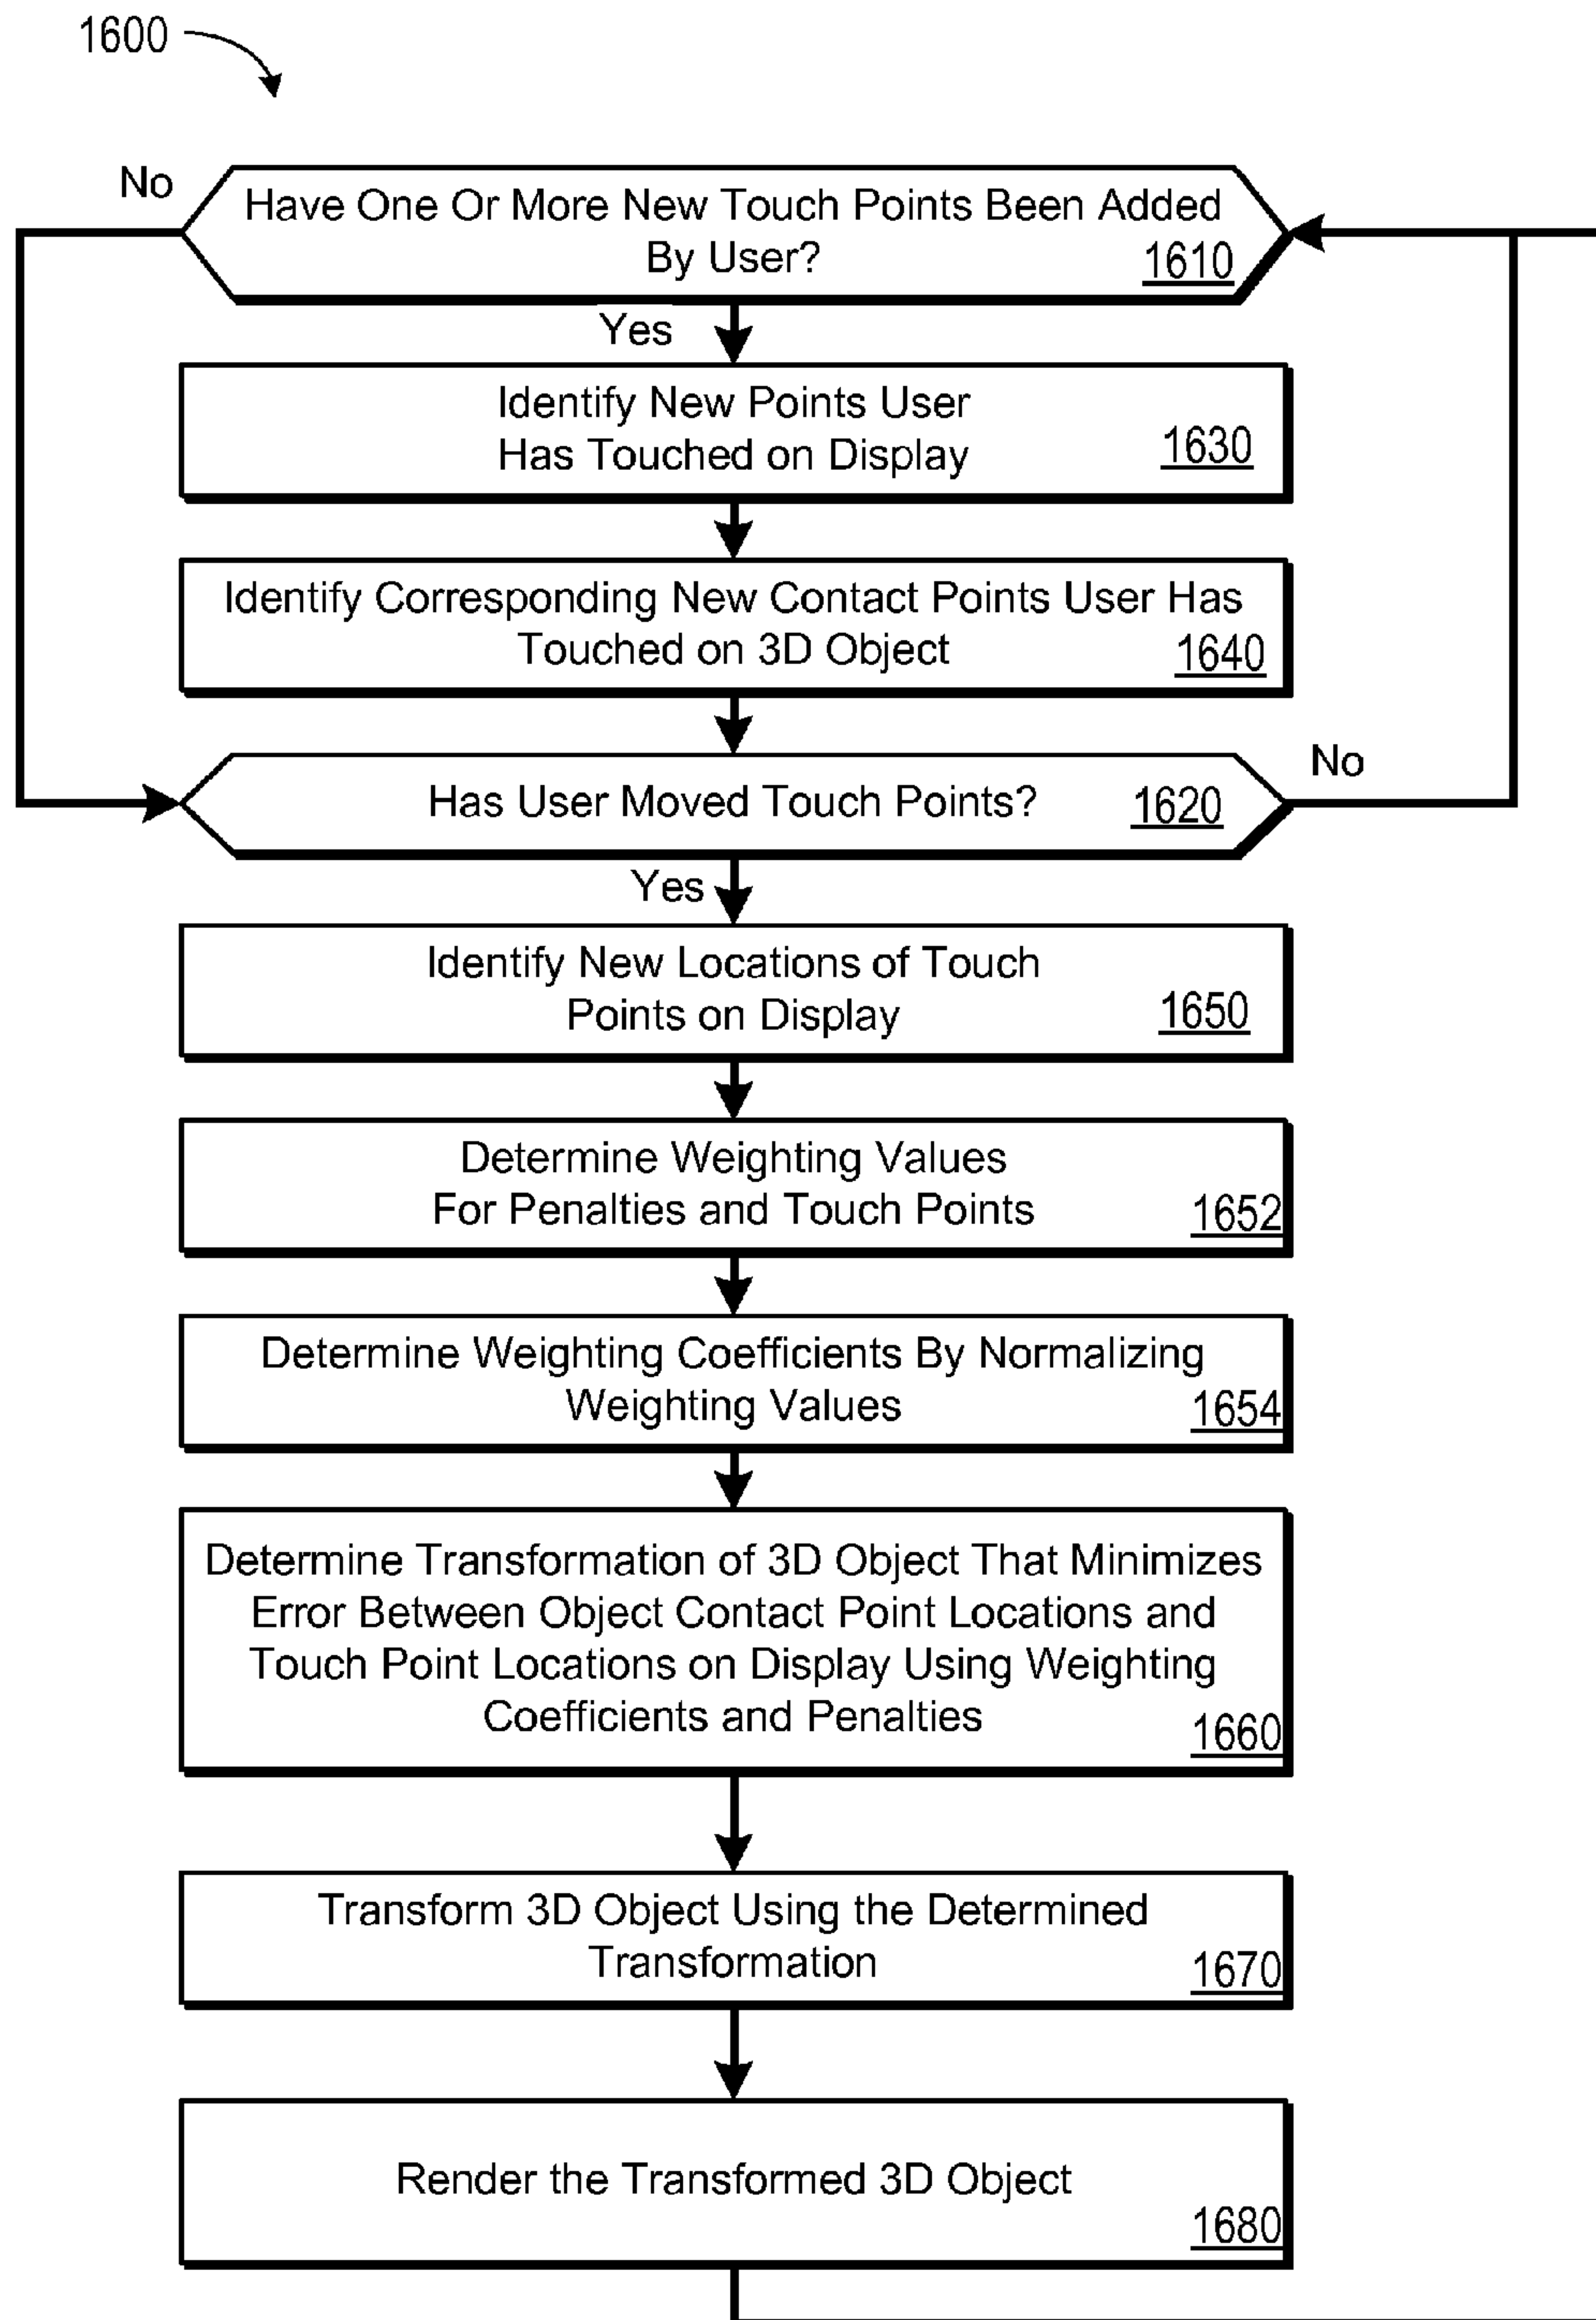 1600
No
Have One Or More New Touch Points Been Added
By User?
1610
Yes
Identify New Points User
Has Touched on Display
1630
Identify Corresponding New Contact Points User Has
Touched on 3D Object
1640
Has User Moved Touch Points?
1620
No
Yes
Identify New Locations of Touch
Points on Display
1650
Determine Weighting Values
For Penalties and Touch Points
1652
Determine Weighting Coefficients By Normalizing
Weighting Values
1654
Determine Transformation of 3D Object That Minimizes
Error Between Object Contact Point Locations and
Touch Point Locations on Display Using Weighting
Coefficients and Penalties
1660
Transform 3D Object Using the Determined
Transformation
1670
Render the Transformed 3D Object
1680